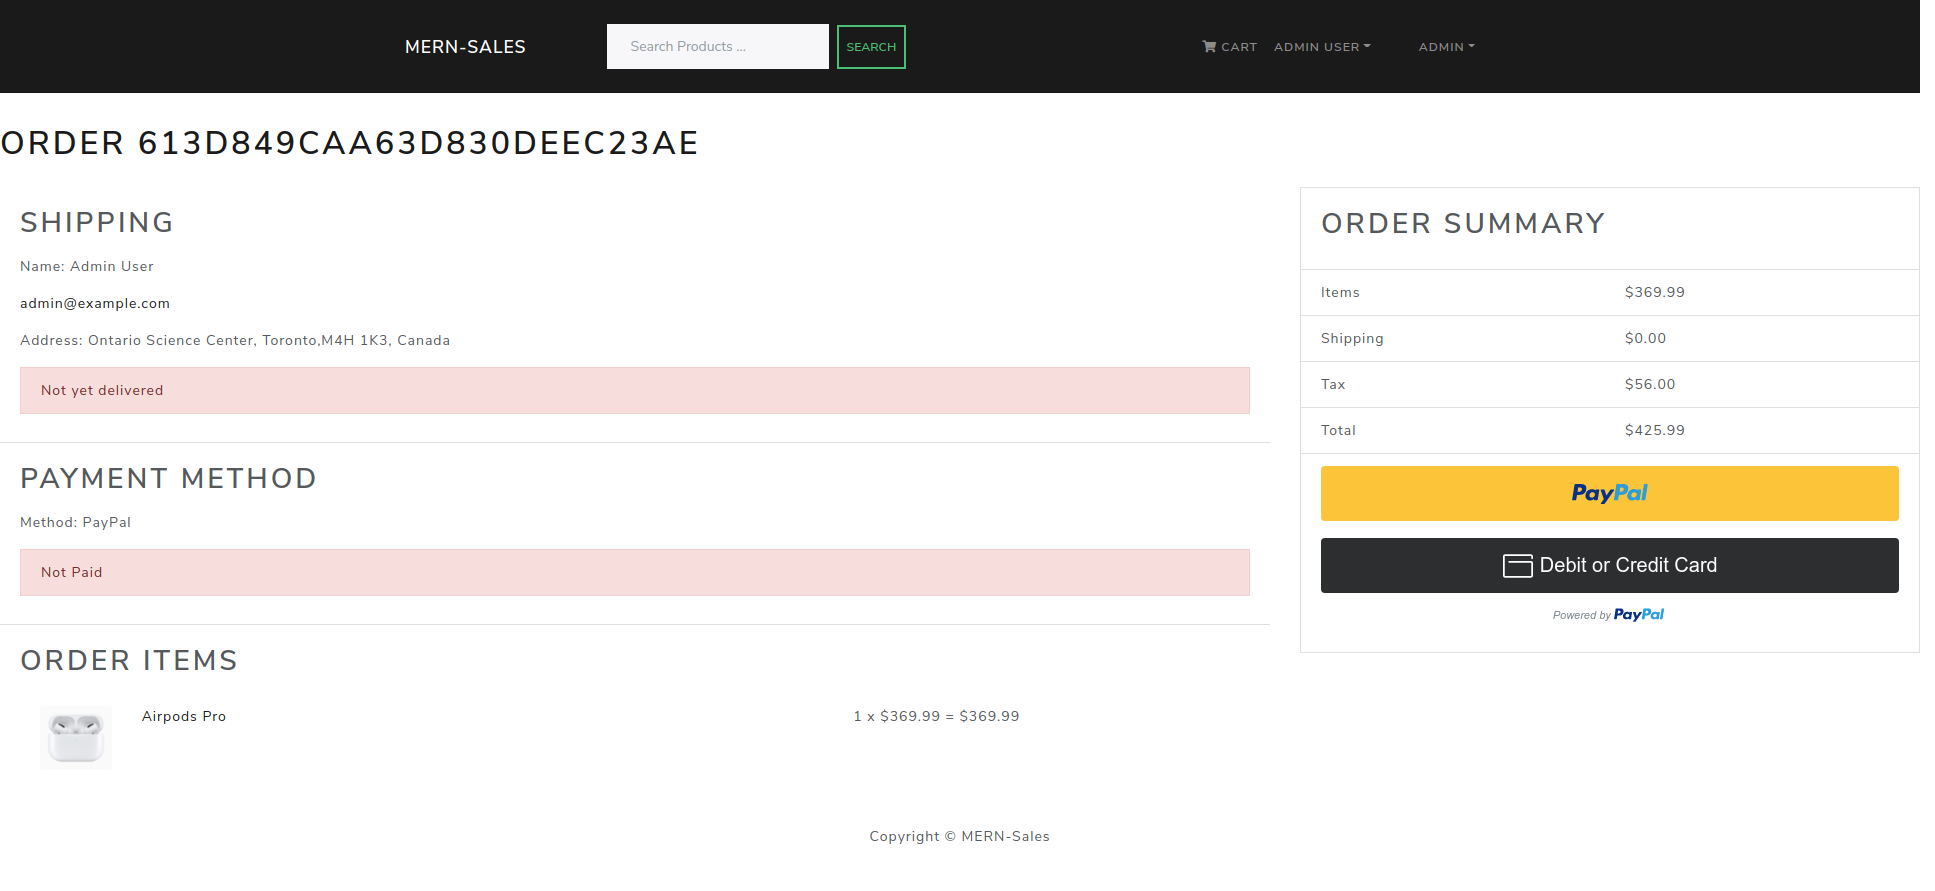 MERN-SALES
Search Products ...
SEARCH
CART
ADMIN USER
ADMIN
ORDER 613D849CAA63D830DEEC23AE
SHIPPING
Name: Admin User
admin@example.com
Address: Ontario Science Center, Toronto,M4H 1K3, Canada
Not yet delivered
PAYMENT METHOD
Method: PayPal
Not Paid
ORDER ITEMS
Airpods Pro
1 x $369.99 = $369.99
ORDER SUMMARY
Items $369.99
Shipping $0.00
Tax $56.00
Total $425.99
PayPal
Debit or Credit Card
Powered by PayPal
Copyright © MERN-Sales